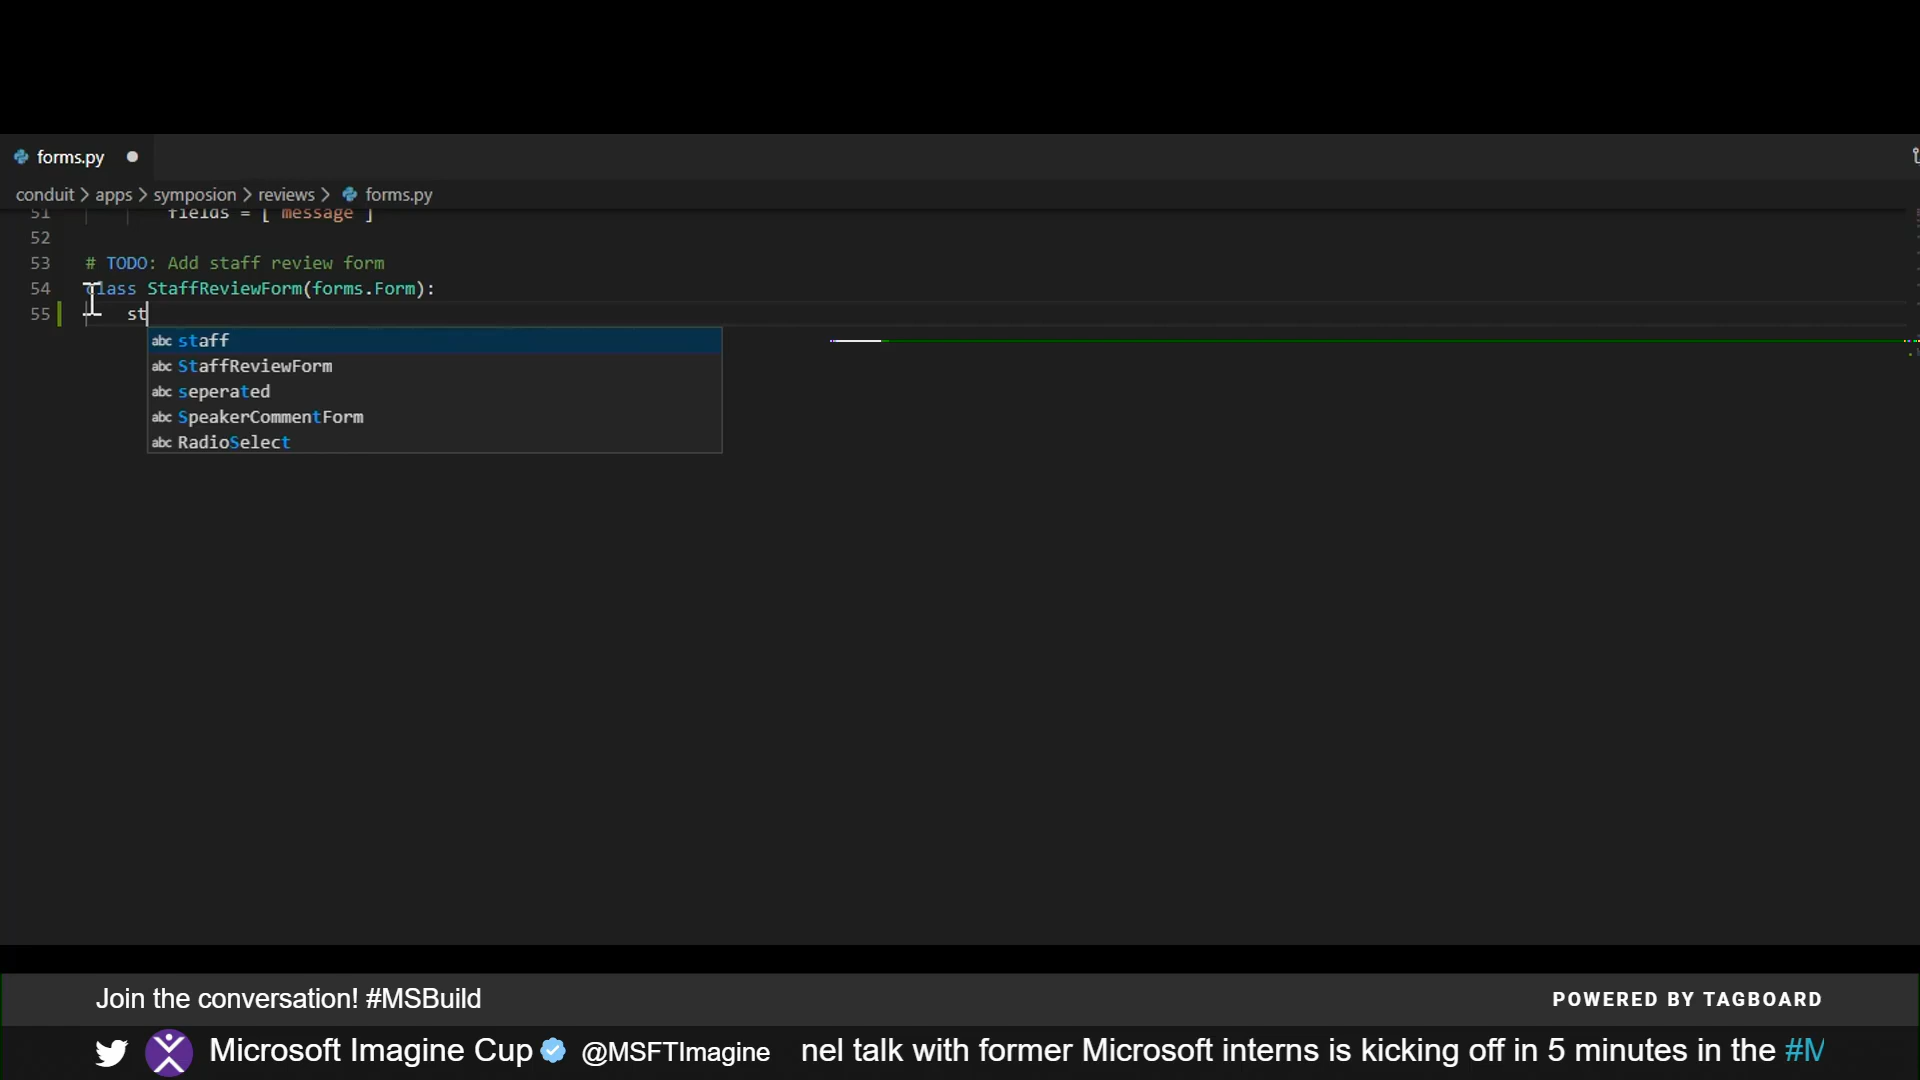 forms.py
conduit > apps > symposion > reviews > forms.py
51 fields = [ message ]
52
53 # TODO: Add staff review form
54 class StaffReviewForm(forms.Form):
55 st
abc staff
abc StaffReviewForm
abc seperated
abc SpeakerCommentForm
abc RadioSelect
Join the conversation! #MSBuild
POWERED BY TAGBOARD
Microsoft Imagine Cup @MSFTImagine nel talk with former Microsoft interns is kicking off in 5 minutes in the #M